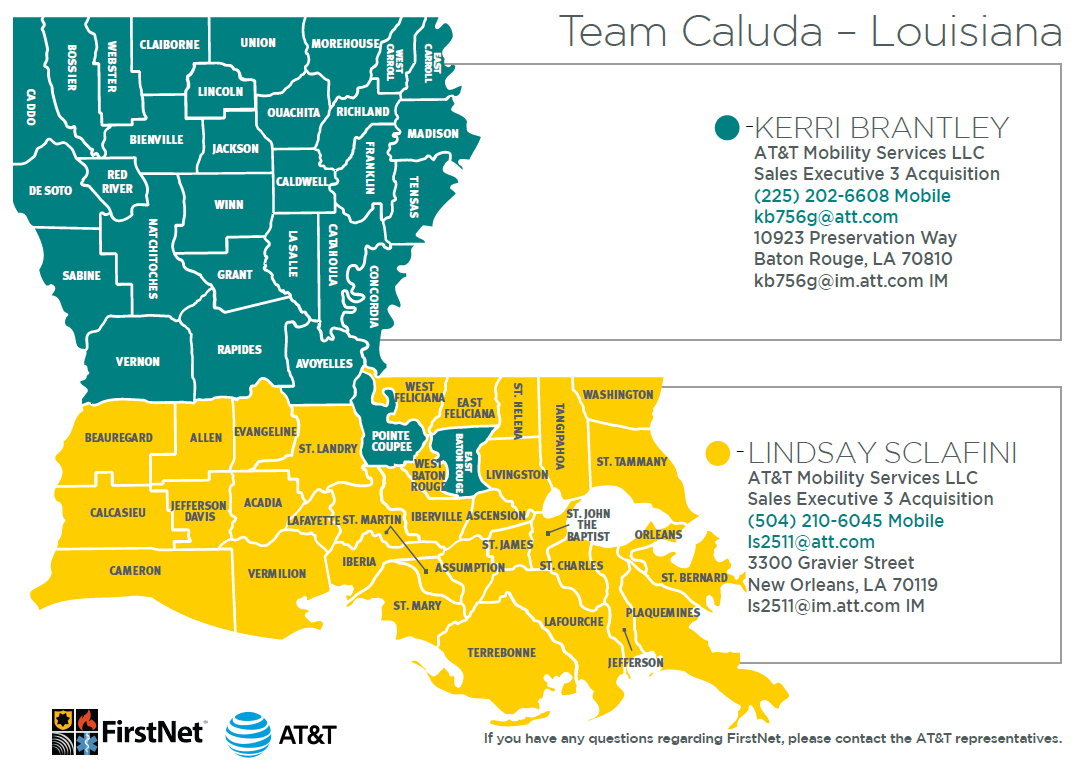 Team Caluda – Louisiana
CLAIBORNE
UNION
MOREHOUSE
WEST
CARROLL
EAST
CARROLL
BOSSIER
WEBSTER
CADDO
LINCOLN
OUACHITA
RICHLAND
MADISON
BIENVILLE
JACKSON
FRANKLIN
TENSAS
RED
RIVER
DE SOTO
CALDWELL
WINN
NATCHITOCHES
LA SALLE
CATAHOULA
CONCORDIA
SABINE
GRANT
VERNON
RAPIDES
AVOYELLES
-KERRI BRANTLEY
AT&T Mobility Services LLC
Sales Executive 3 Acquisition
(225) 202-6608 Mobile
kb756g@att.com
10923 Preservation Way
Baton Rouge, LA 70810
kb756g@im.att.com IM
WEST
FELICIANA
EAST
FELICIANA
ST. HELENA
TANGIPAHOA
WASHINGTON
BEAUREGARD
ALLEN
EVANGELINE
ST. LANDRY
POINTE
COUPEE
WEST
BATON
ROUGE
EAST
BATON ROUGE
LIVINGSTON
ST. TAMMANY
CALCASIEU
JEFFERSON
DAVIS
ACADIA
LAFAYETTE
ST. MARTIN
IBERVILLE
ASCENSION
ST. JOHN
THE
BAPTIST
ORLEANS
ST. JAMES
CAMERON
VERMILION
IBERIA
ASSUMPTION
ST. CHARLES
ST. BERNARD
ST. MARY
LAFOURCHE
PLAQUEMINES
TERREBONNE
JEFFERSON
-LINDSAY SCLAFINI
AT&T Mobility Services LLC
Sales Executive 3 Acquisition
(504) 210-6045 Mobile
ls2511@att.com
3300 Gravier Street
New Orleans, LA 70119
ls2511@im.att.com IM
FirstNet
AT&T
If you have any questions regarding FirstNet, please contact the AT&T representatives.